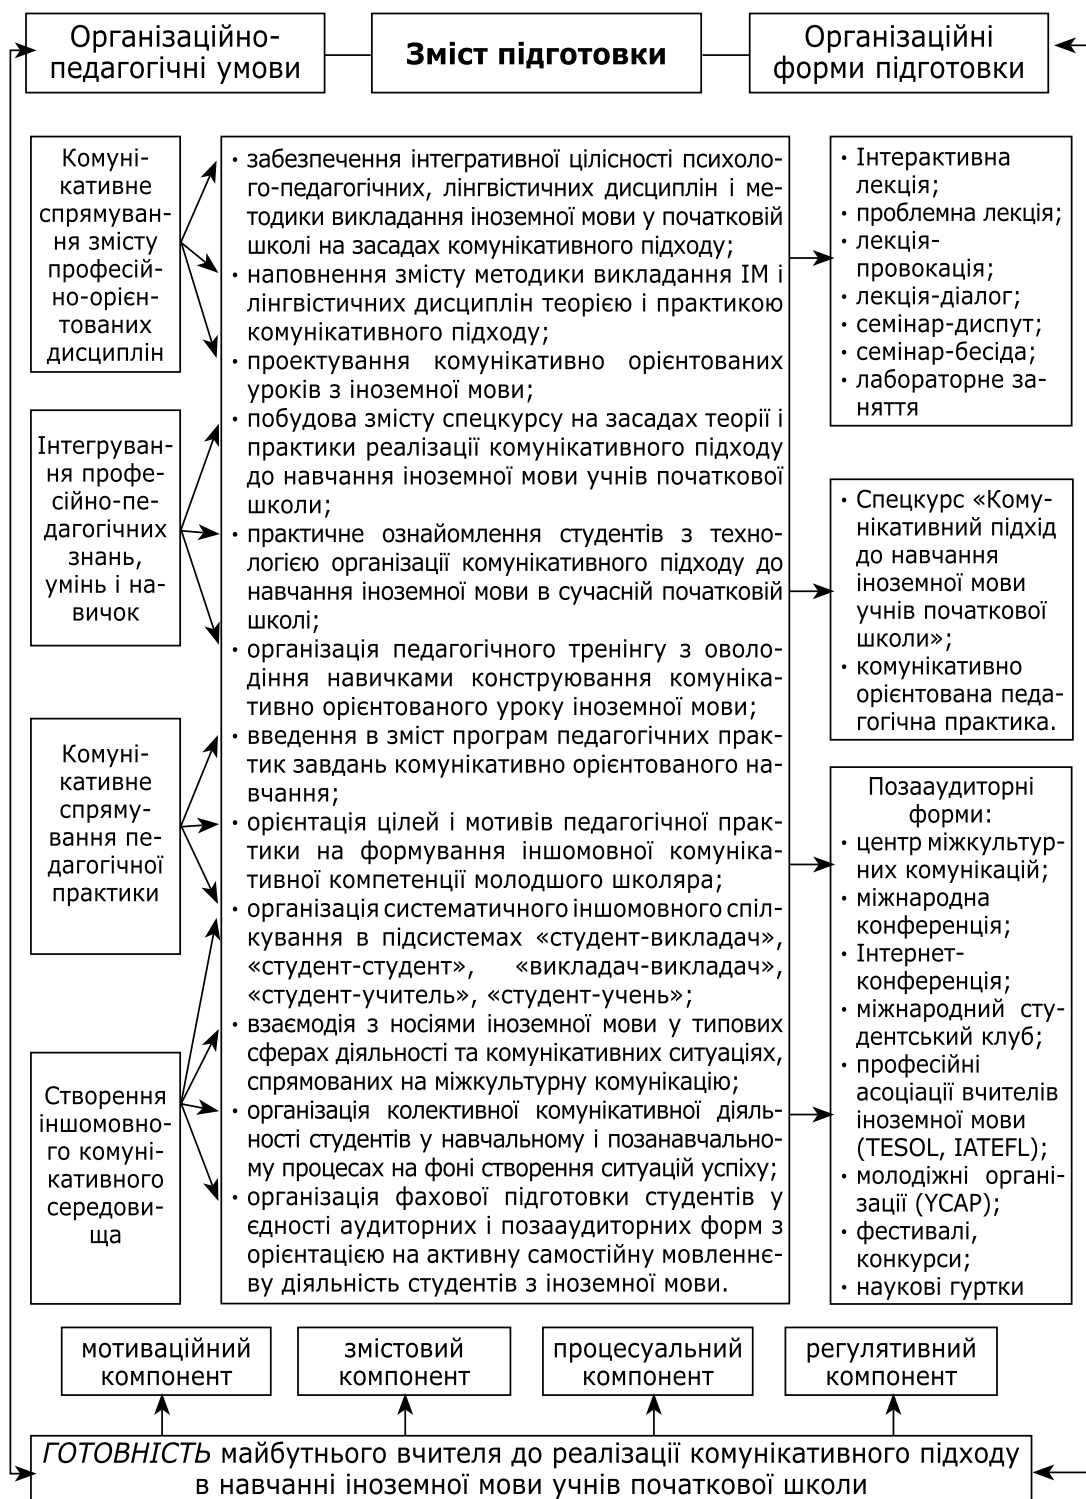 Організаційно-
педагогічні умови
Зміст підготовки
Організаційні
форми підготовки
Комуні-
кативне
спрямуван-
ня змісту
професій-
но-орієн-
тованих
дисциплін
Інтегруван-
ня профе-
сійно-пе-
дагогічних
знань,
умінь і на-
вичок
Комуні-
кативне
спряму-
вання пе-
дагогічної
практики
Створення
іншомовно-
го комуні-
кативного
середови-
ща
· забезпечення інтегративної цілісності психоло-
го-педагогічних, лінгвістичних дисциплін і ме-
тодики викладання іноземної мови у початковій
школі на засадах комунікативного підходу;
· наповнення змісту методики викладання ІМ і
лінгвістичних дисциплін теорією і практикою
комунікативного підходу;
· проектування комунікативно орієнтованих
уроків з іноземної мови;
· побудова змісту спецкурсу на засадах теорії і
практики реалізації комунікативного підходу
до навчання іноземної мови учнів початкової
школи;
· практичне ознайомлення студентів з техно-
логією організації комунікативного підходу до
навчання іноземної мови в сучасній початковій
школі;
· організація педагогічного тренінгу з оволо-
діння навичками конструювання комуніка-
тивно орієнтованого уроку іноземної мови;
· введення в зміст програм педагогічних прак-
тик завдань комунікативно орієнтованого на-
вчання;
· орієнтація цілей і мотивів педагогічної прак-
тики на формування іншомовної комуніка-
тивної компетенції молодшого школяра;
· організація систематичного іншомовного спіл-
кування в підсистемах «студент-викладач»,
«студент-студент», «викладач-викладач»,
«студент-учитель», «студент-учень»;
· взаємодія з носіями іноземної мови у типових
сферах діяльності та комунікативних ситуаціях,
спрямованих на міжкультурну комунікацію;
· організація колективної комунікативної діяль-
ності студентів у навчальному і позанавчально-
му процесах на фоні створення ситуацій успіху;
· організація фахової підготовки студентів у
єдності аудиторних і позааудиторних форм з
орієнтацією на активну самостійну мовленнє-
ву діяльність студентів з іноземної мови.
· Інтерактивна
лекція;
· проблемна лекція;
· лекція-
провокація;
· лекція-діалог;
· семінар-диспут;
· семінар-бесіда;
· лабораторне за-
няття
· Спецкурс «Кому-
нікативний підхід
до навчання
іноземної мови
учнів початкової
школи»;
· комунікативно
орієнтована педа-
гогічна практика.
Позааудиторні
форми:
· центр міжкультур-
них комунікацій;
· міжнародна
конференція;
· Інтернет-
конференція;
· міжнародний сту-
дентський клуб;
· професійні
асоціації вчителів
іноземної мови
(TESOL, IATEFL);
· молодіжні органі-
зації (YCAP);
· фестивалі,
конкурси;
· наукові гуртки
мотиваційний
компонент
змістовий
компонент
процесуальний
компонент
регулятивний
компонент
ГОТОВНІСТЬ майбутнього вчителя до реалізації комунікативного підходу
в навчанні іноземної мови учнів початкової школи